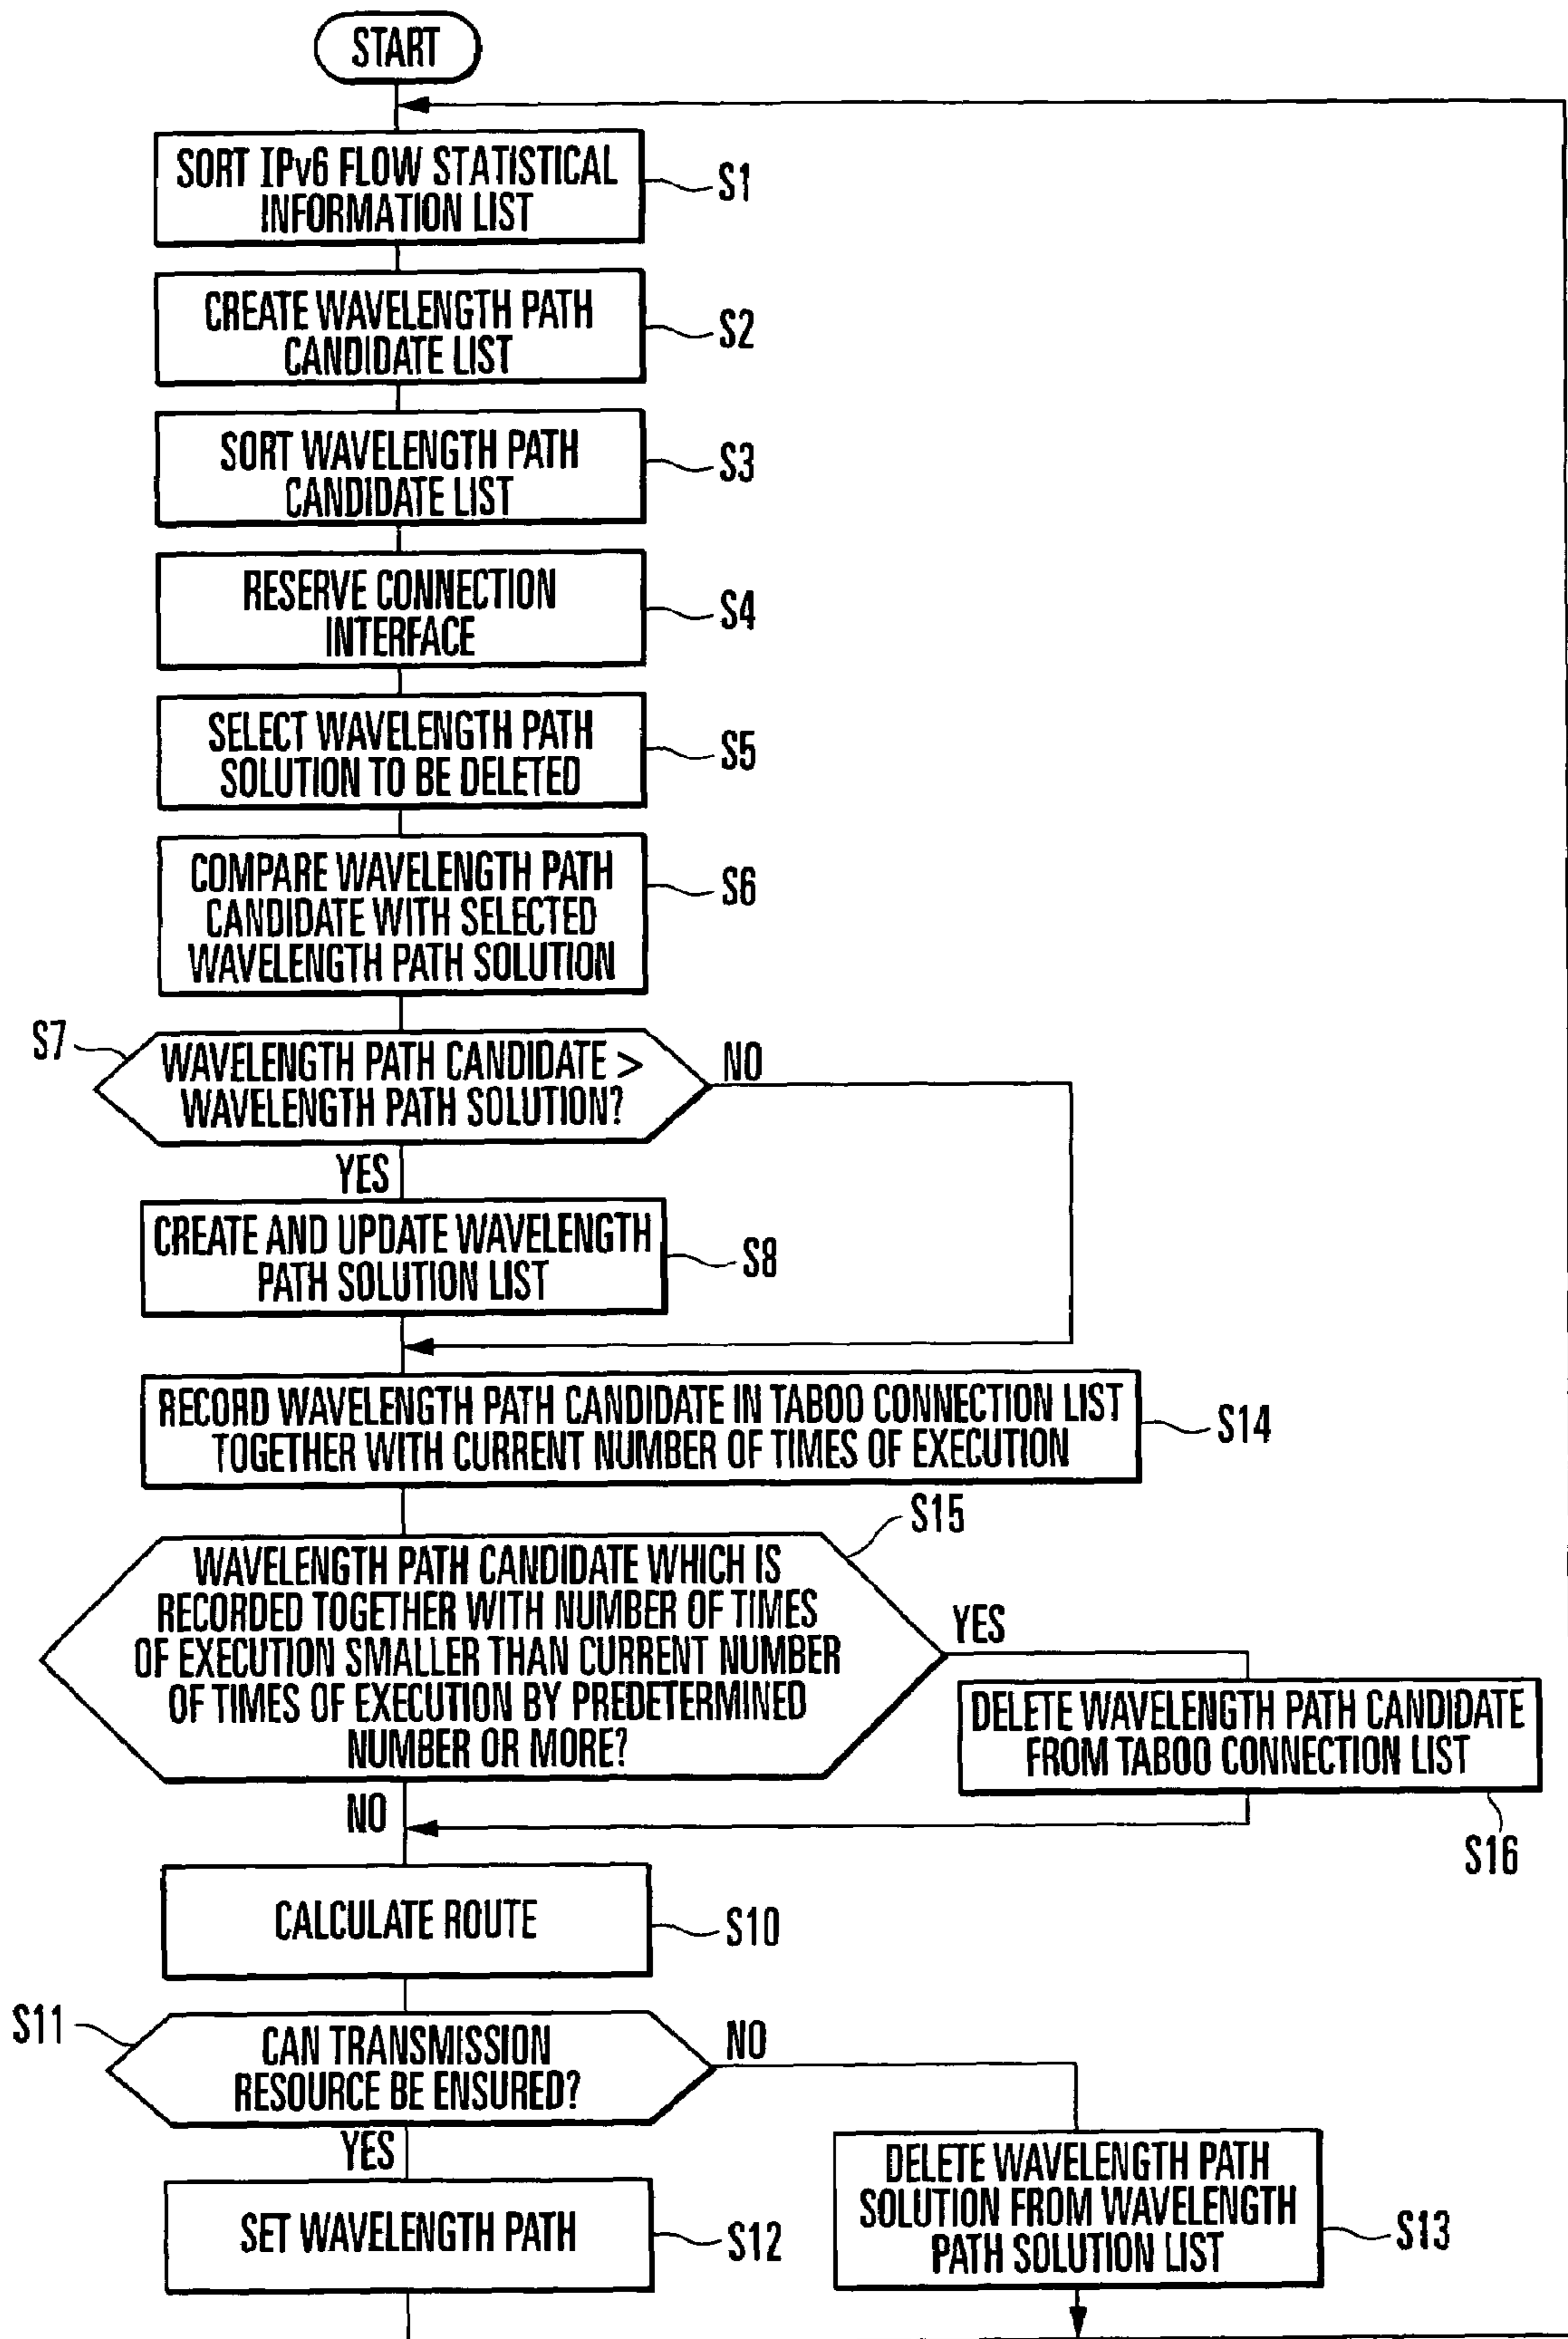 START
SORT IPv6 FLOW STATISTICAL
INFORMATION LIST
S1
CREATE WAVELENGTH PATH
CANDIDATE LIST
S2
SORT WAVELENGTH PATH
CANDIDATE LIST
S3
RESERVE CONNECTION
INTERFACE
S4
SELECT WAVELENGTH PATH
SOLUTION TO BE DELETED
S5
COMPARE WAVELENGTH PATH
CANDIDATE WITH SELECTED
WAVELENGTH PATH SOLUTION
S6
S7
WAVELENGTH PATH CANDIDATE >
WAVELENGTH PATH SOLUTION?
NO
YES
CREATE AND UPDATE WAVELENGTH
PATH SOLUTION LIST
S8
RECORD WAVELENGTH PATH CANDIDATE IN TABOO CONNECTION LIST
TOGETHER WITH CURRENT NUMBER OF TIMES OF EXECUTION
S14
S15
WAVELENGTH PATH CANDIDATE WHICH IS
RECORDED TOGETHER WITH NUMBER OF TIMES
OF EXECUTION SMALLER THAN CURRENT NUMBER
OF TIMES OF EXECUTION BY PREDETERMINED
NUMBER OR MORE?
YES
DELETE WAVELENGTH PATH CANDIDATE
FROM TABOO CONNECTION LIST
S16
NO
CALCULATE ROUTE
S10
S11
CAN TRANSMISSION
RESOURCE BE ENSURED?
NO
YES
SET WAVELENGTH PATH
S12
DELETE WAVELENGTH PATH
SOLUTION FROM WAVELENGTH
PATH SOLUTION LIST
S13